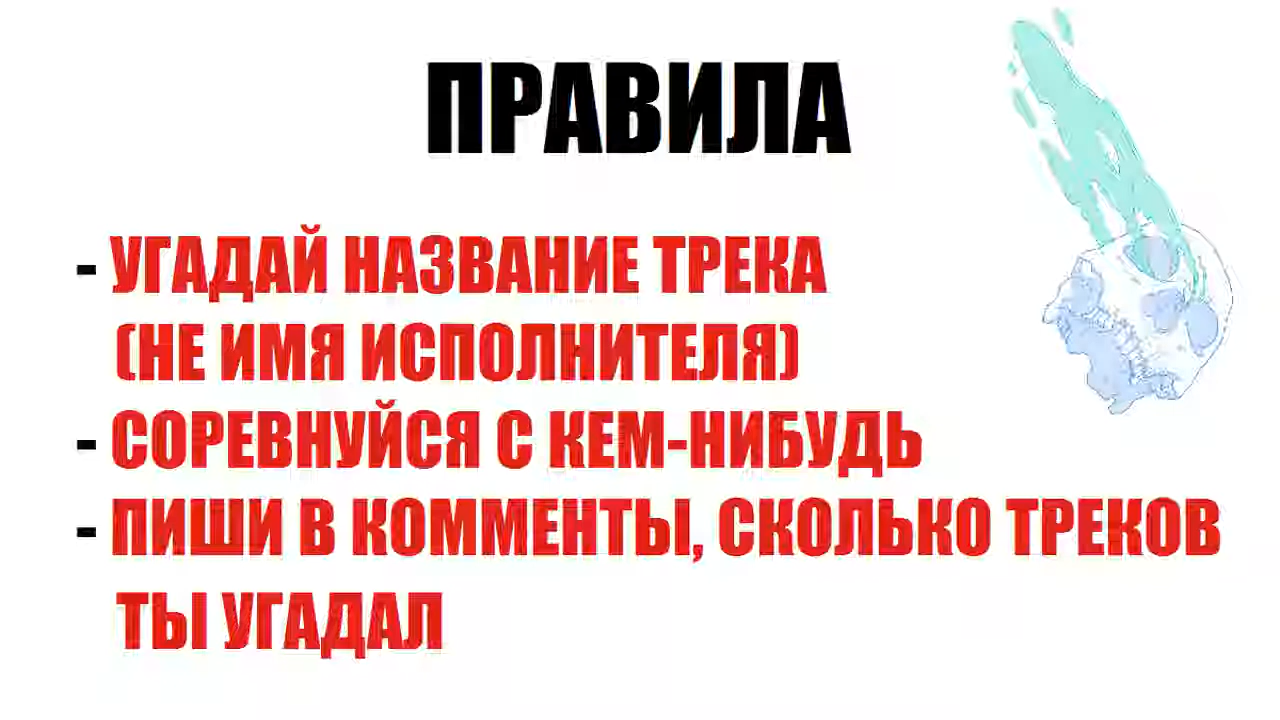 ПРАВИЛА
- УГАДАЙ НАЗВАНИЕ ТРЕКА
(НЕ ИМЯ ИСПОЛНИТЕЛЯ)
- СОРЕВНУЙСЯ С КЕМ-НИБУДЬ
- ПИШИ В КОММЕНТЫ, СКОЛЬКО ТРЕКОВ
ТЫ УГАДАЛ